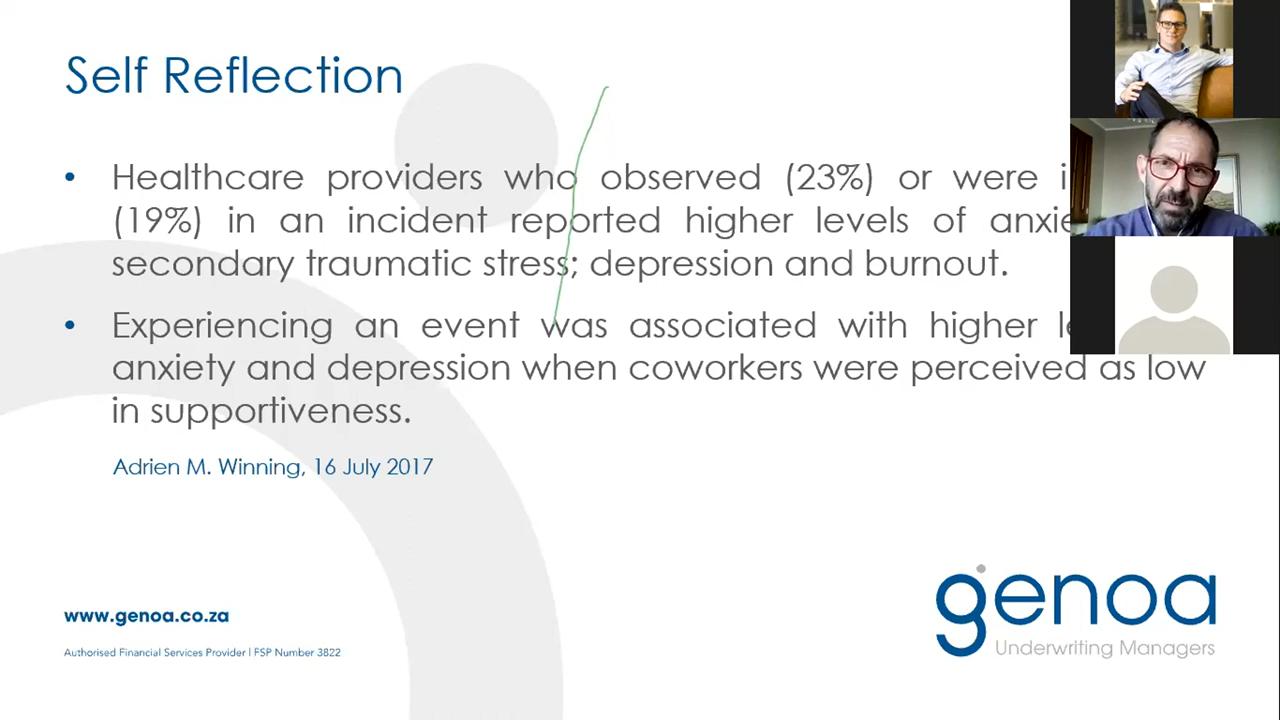 Self Reflection
• Healthcare providers who observed (23%) or were
(19%) in an incident reported higher levels of
secondary traumatic stress; depression and burnout.
• Experiencing an event was associated with higher
anxiety and depression when coworkers were perceived as low
in supportiveness.
Adrien M. Winning, 16 July 2017
www.genoa.co.za
Authorised Financial Services Provider | FSP Number 3822
genoa
Underwriting Managers